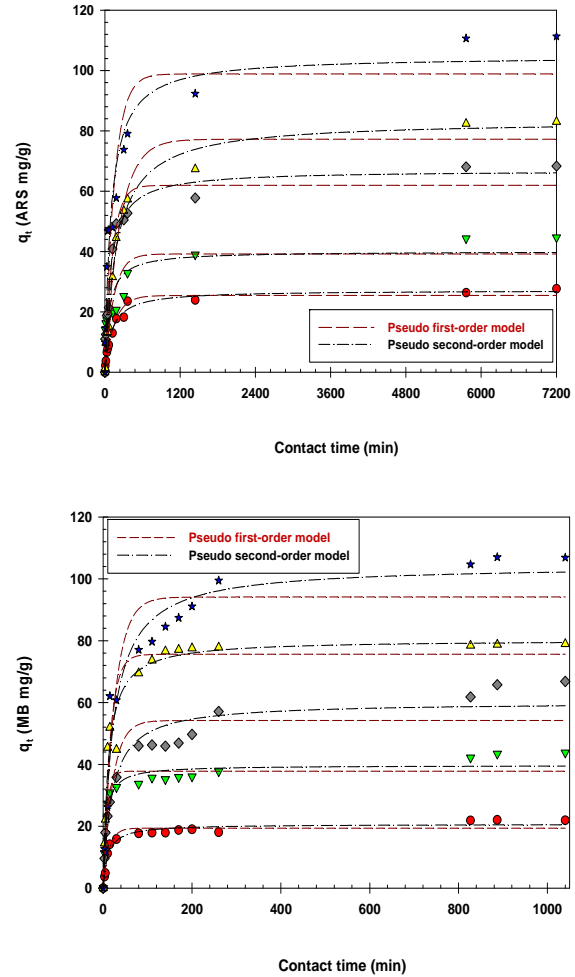 120
100
80
60
40
20
0
q_t (ARS mg/g)
Pseudo first-order model
Pseudo second-order model
0 1200 2400 3600 4800 6000 7200
Contact time (min)
120
100
80
60
40
20
0
q_t (MB mg/g)
Pseudo first-order model
Pseudo second-order model
0 200 400 600 800 1000
Contact time (min)